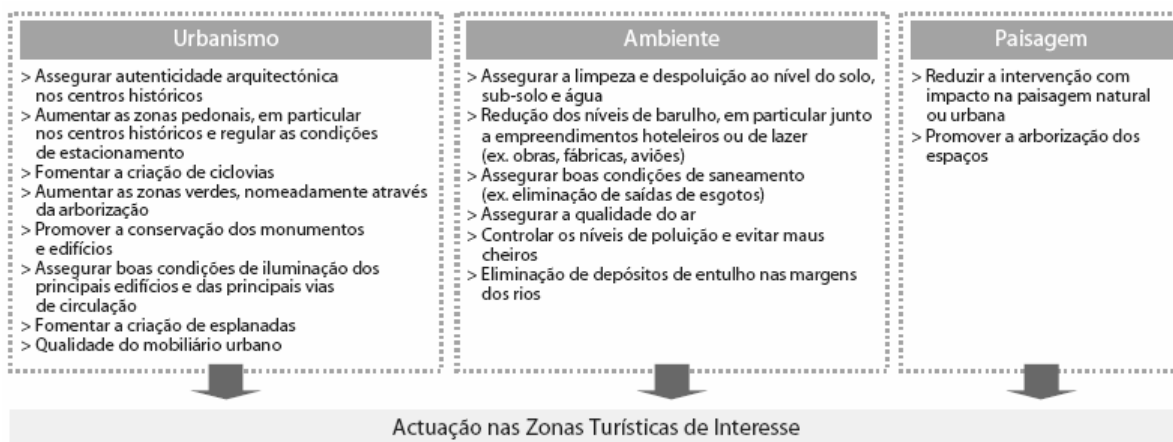 Urbanismo
> Assegurar autenticidade arquitectónica
nos centros históricos
> Aumentar as zonas pedonais, em particular
nos centros históricos e regular as condições
de estacionamento
> Fomentar a criação de ciclovias
> Aumentar as zonas verdes, nomeadamente através
da arborização
> Promover a conservação dos monumentos
e edifícios
> Assegurar boas condições de iluminação dos
principais edifícios e das principais vias
de circulação
> Fomentar a criação de esplanadas
> Qualidade do mobiliário urbano
Ambiente
> Assegurar a limpeza e despoluição ao nível do solo,
sub-solo e água
> Redução dos níveis de barulho, em particular junto
a empreendimentos hoteleiros ou de lazer
(ex. obras, fábricas, aviões)
> Assegurar boas condições de saneamento
(ex. eliminação de saídas de esgotos)
> Assegurar a qualidade do ar
> Controlar os níveis de poluição e evitar maus
cheiros
> Eliminação de depósitos de entulho nas margens
dos rios
Paisagem
> Reduzir a intervenção com
impacto na paisagem natural
ou urbana
> Promover a arborização dos
espaços
Actuação nas Zonas Turísticas de Interesse